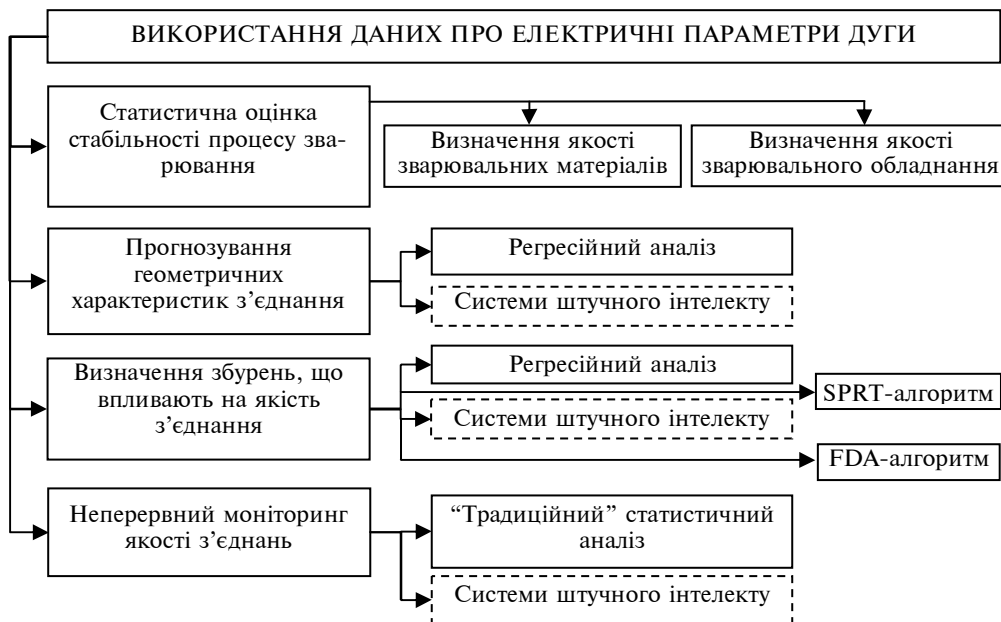 ВИКОРИСТАННЯ ДАНИХ ПРО ЕЛЕКТРИЧНІ ПАРАМЕТРИ ДУГИ
Статистична оцінка
стабільності процесу зва-
рювання
Визначення якості
зварювальних матеріалів
Визначення якості
зварювального обладнання
Прогнозування
геометричних
характеристик з’єднання
Регресійний аналіз
Системи штучного інтелекту
Визначення збурень, що
впливають на якість
з’єднання
Регресійний аналіз
Системи штучного інтелекту
SPRT-алгоритм
FDA-алгоритм
Неперервний моніторинг
якості з’єднань
“Традиційний” статистичний
аналіз
Системи штучного інтелекту